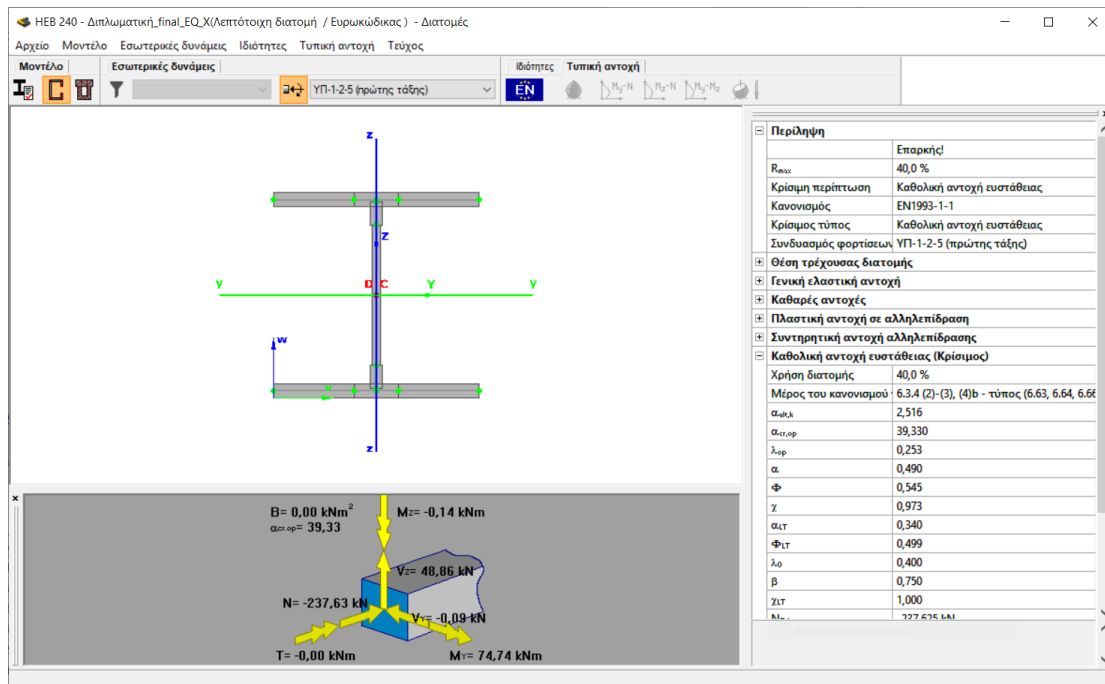 HEB 240 - Διπλωματική_final_EQ_X(Λεπτότοιχη διατομή / Ευρωκώδικας ) - Διατομές
Αρχείο Μοντέλο Εσωτερικές δυνάμεις Ιδιότητες Τυπική αντοχή Τεύχος
Μοντέλο Εσωτερικές δυνάμεις Ιδιότητες Τυπική αντοχή
ΥΠ-1-2-5 (πρώτης τάξης) EN My-N Mz-N My-Mz
z
Z
y D C Y y
w
v
z
Περίληψη
Επαρκής!
Rmax 40,0 %
Κρίσιμη περίπτωση Καθολική αντοχή ευστάθειας
Κανονισμός EN1993-1-1
Κρίσιμος τύπος Καθολική αντοχή ευστάθειας
Συνδυασμός φορτίσεων ΥΠ-1-2-5 (πρώτης τάξης)
Θέση τρέχουσας διατομής
Γενική ελαστική αντοχή
Καθαρές αντοχές
Πλαστική αντοχή σε αλληλεπίδραση
Συντηρητική αντοχή αλληλεπίδρασης
Καθολική αντοχή ευστάθειας (Κρίσιμος)
Χρήση διατομής 40,0 %
Μέρος του κανονισμού 6.3.4 (2)-(3), (4)b - τύπος (6.63, 6.64, 6.66
αult,k 2,516
αcr,op 39,330
λop 0,253
α 0,490
Φ 0,545
χ 0,973
αLT 0,340
ΦLT 0,499
λ0 0,400
β 0,750
χLT 1,000
-237,625 kN
B= 0,00 kNm²
αcr.op= 39,33
Mz= -0,14 kNm
Vz= 48,86 kN
N= -237,63 kN
VY= -0,09 kN
T= -0,00 kNm
MY= 74,74 kNm